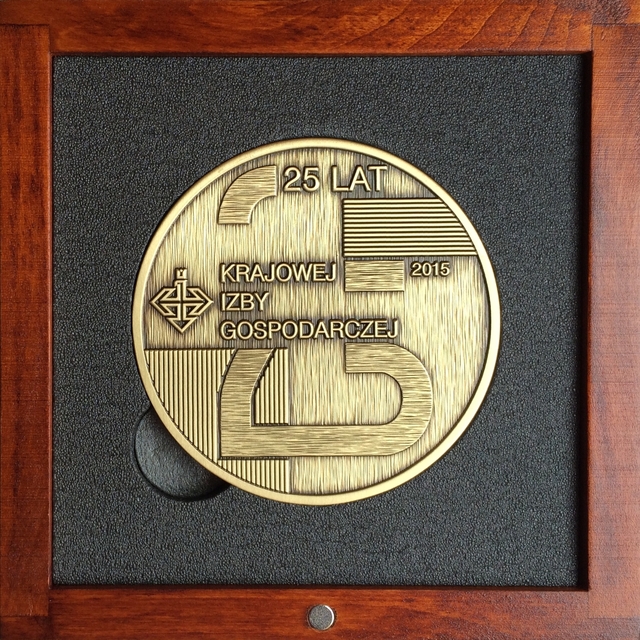 25 LAT
KRAJOWEJ
2015
IZBY
GOSPODARCZEJ